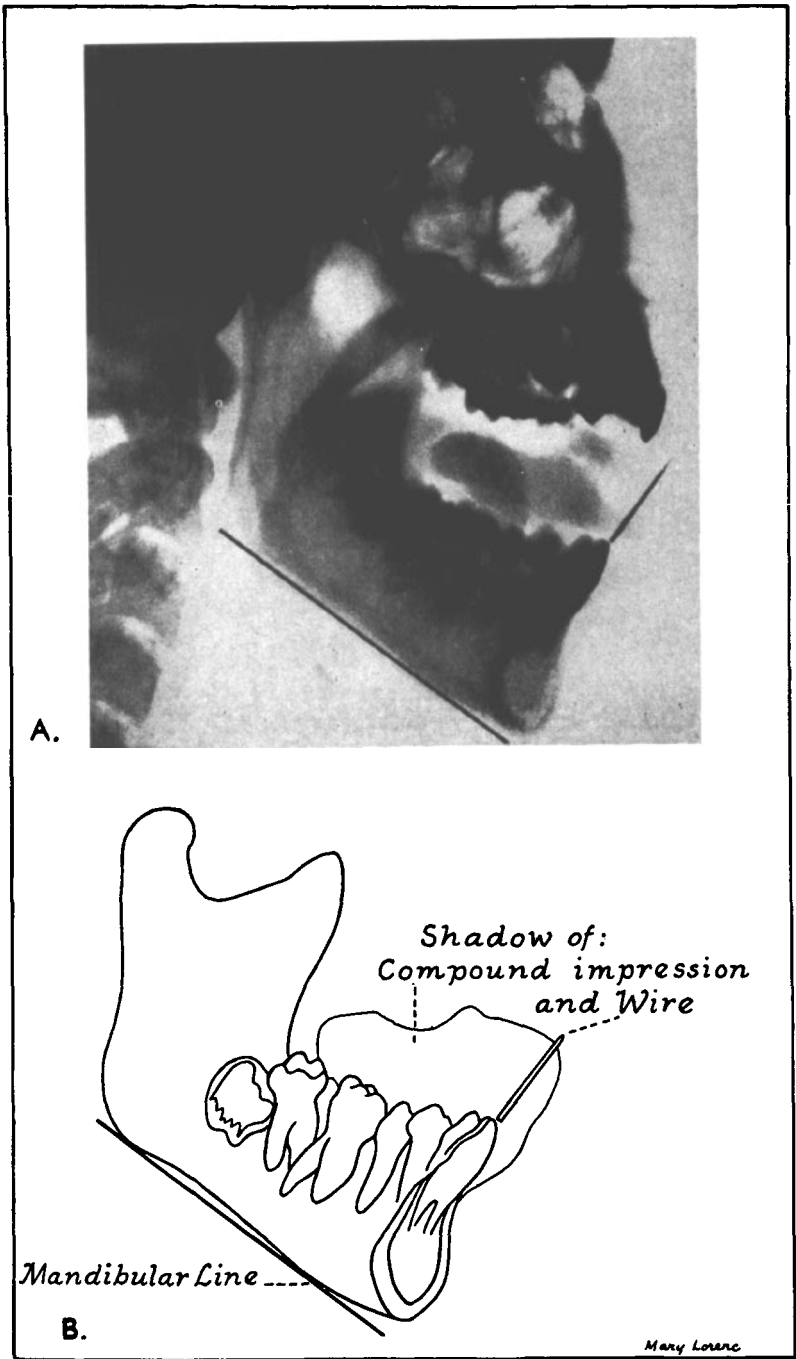 A.
Shadow of:
Compound impression
and Wire
Mandibular Line
B.
Mary Lorenc